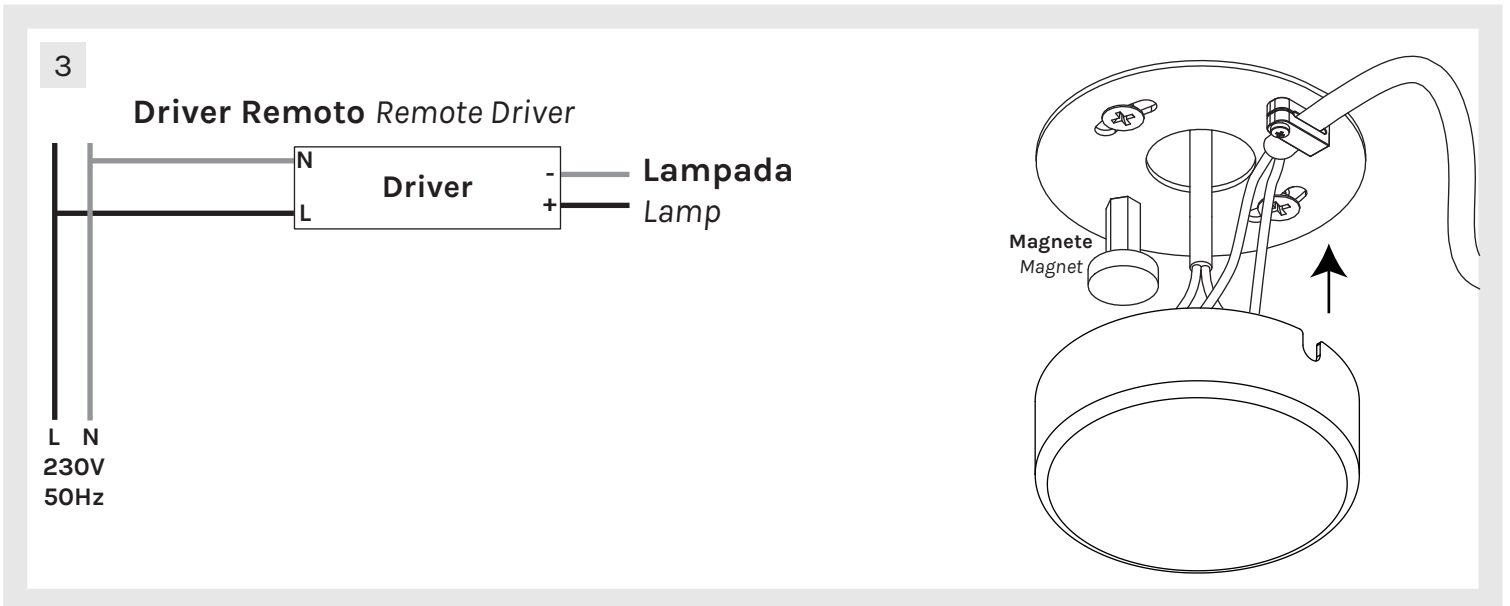 3
Driver Remoto Remote Driver
N
Driver
-
Lampada
L
+
Lamp
Magnete
Magnet
L N
230V
50Hz